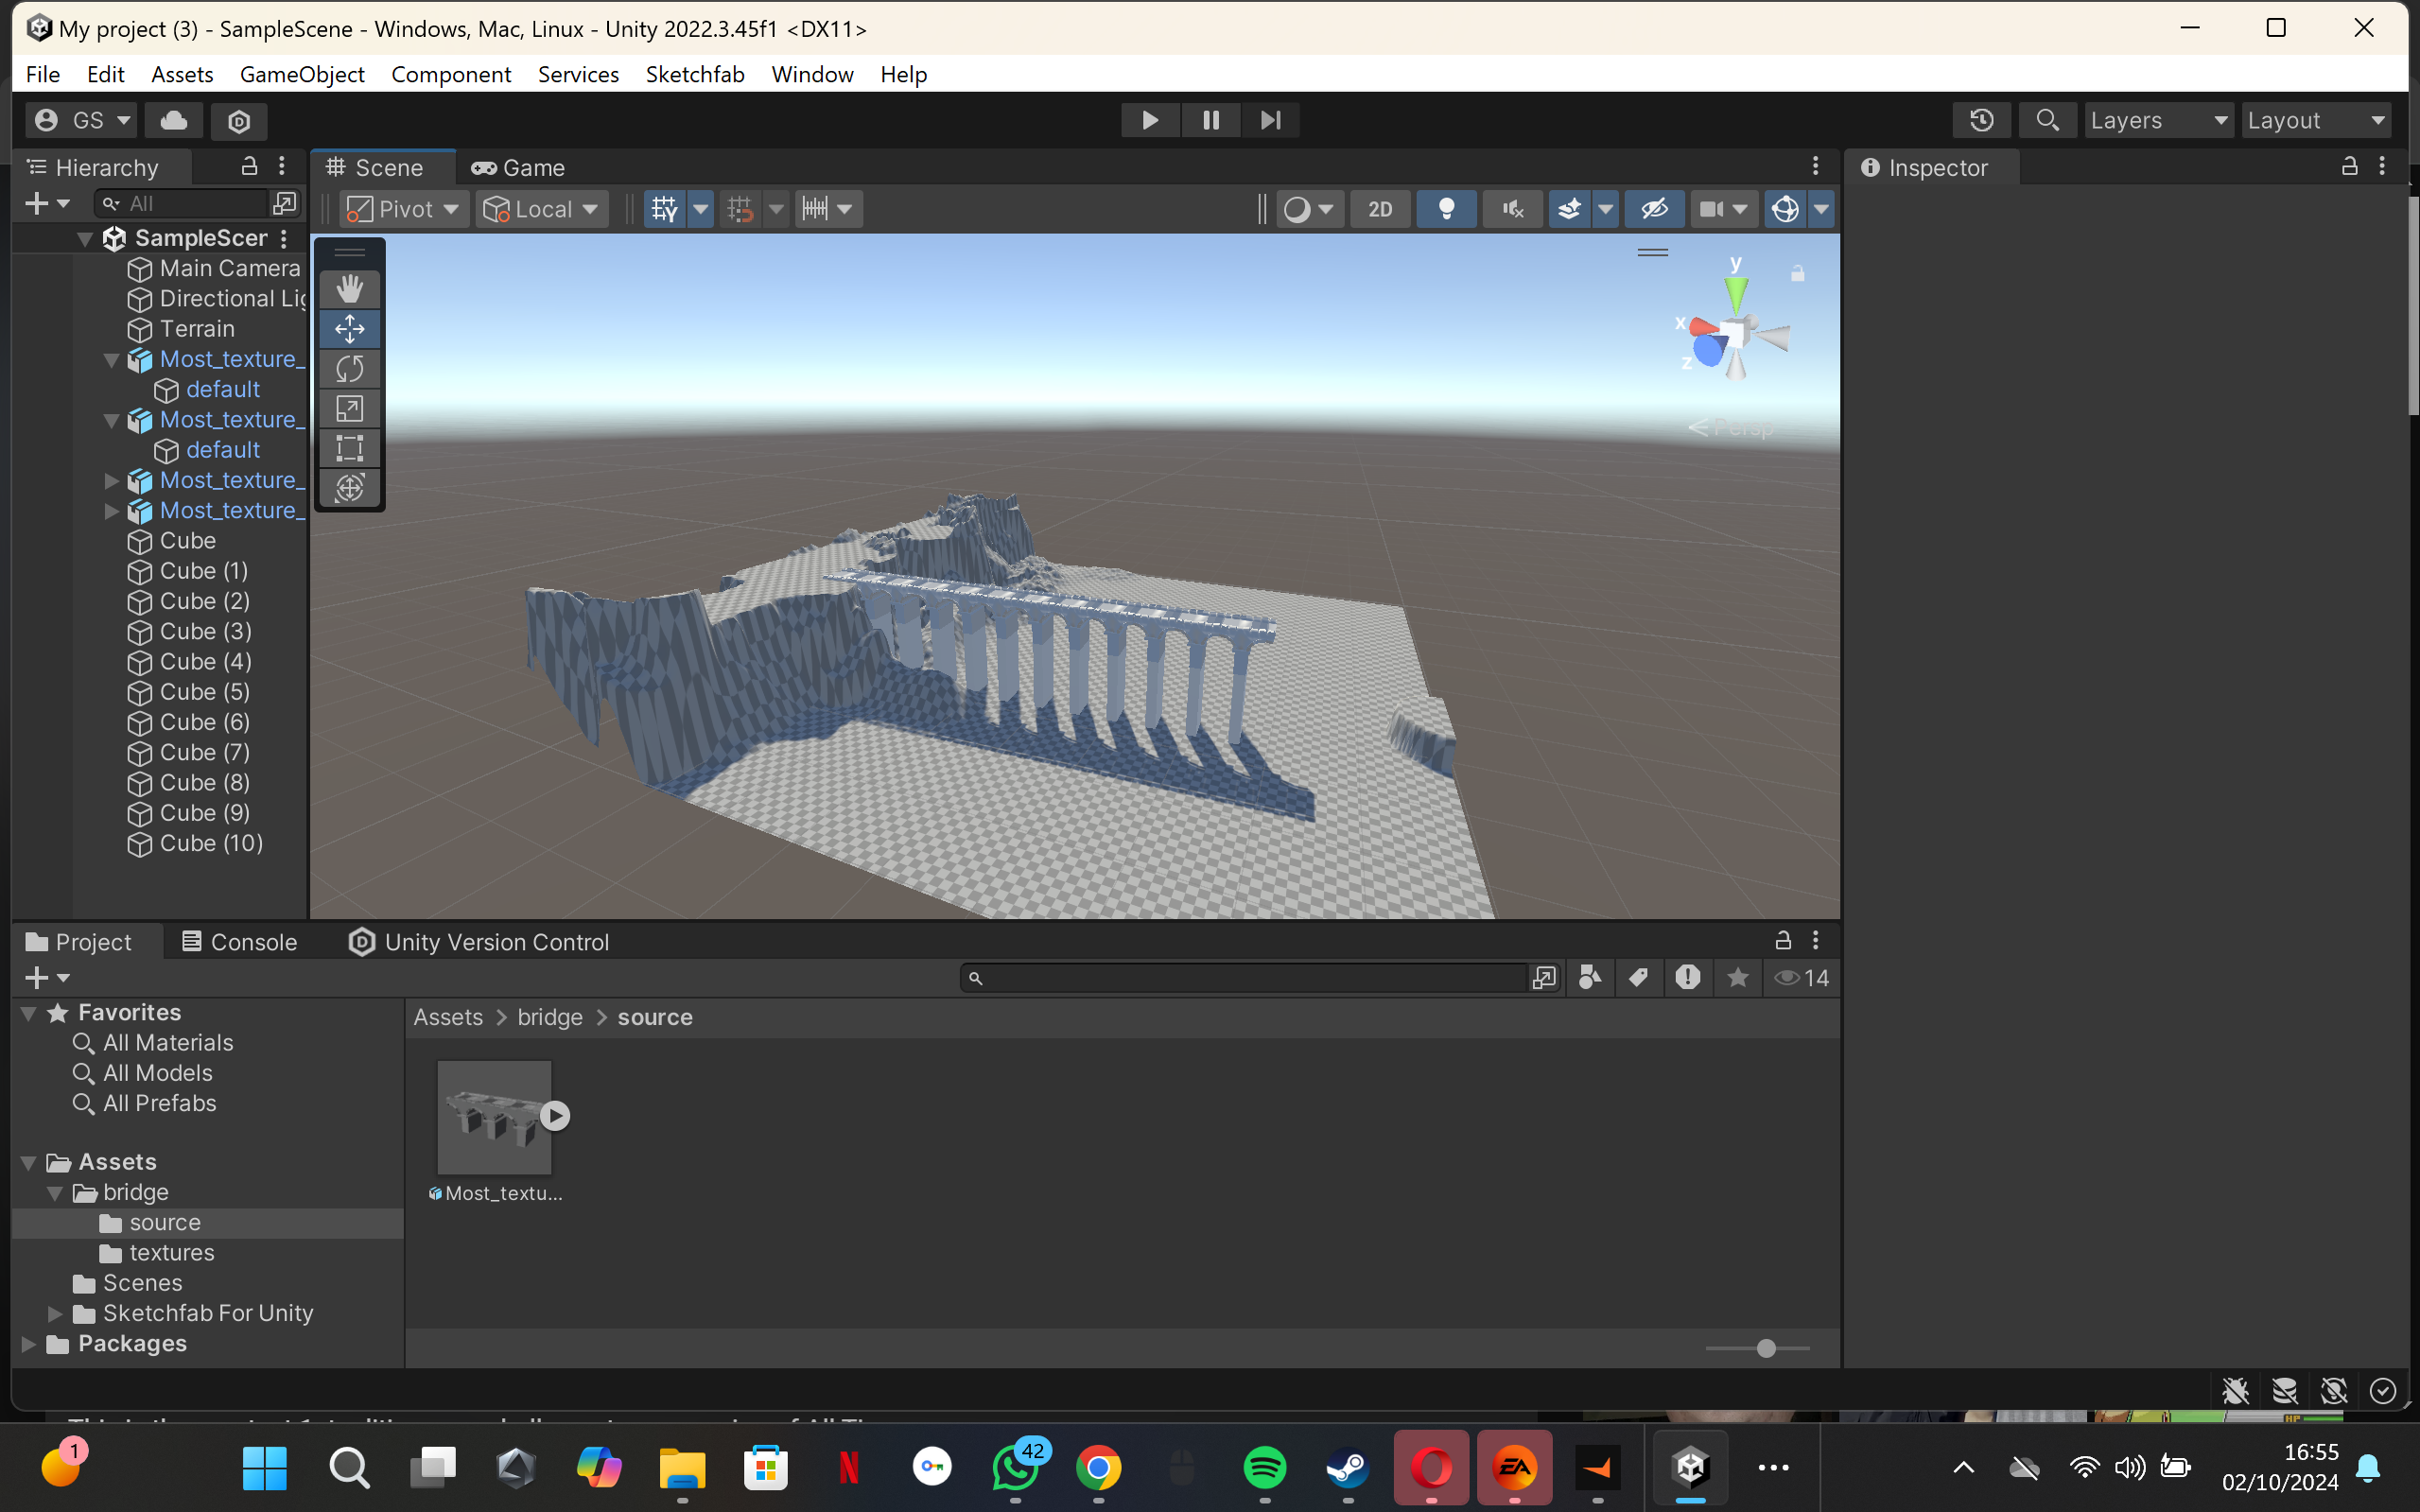 My project (3) - SampleScene - Windows, Mac, Linux - Unity 2022.3.45f1 <DX11>
File Edit Assets GameObject Component Services Sketchfab Window Help
GS Layers Layout
Hierarchy Scene Game Inspector
All Pivot Local 2D
SampleScer
Main Camera
Directional Lig
Terrain
Most_texture_
default
Most_texture_
default
Most_texture_
Most_texture_
Cube
Cube (1)
Cube (2)
Cube (3)
Cube (4)
Cube (5)
Cube (6)
Cube (7)
Cube (8)
Cube (9)
Cube (10)
y
x
z
Persp
Project Console Unity Version Control
14
Favorites
All Materials
All Models
All Prefabs
Assets
bridge
source
textures
Scenes
Sketchfab For Unity
Packages
Assets > bridge > source
Most_textu...
1
42
N
EA
16:55
02/10/2024